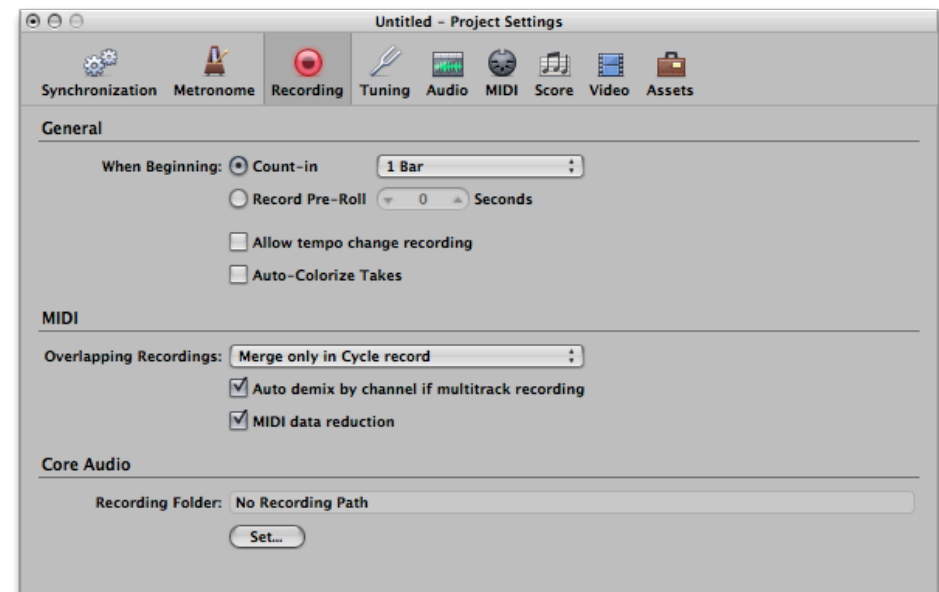 Untitled – Project Settings
Synchronization Metronome Recording Tuning Audio MIDI Score Video Assets
General
When Beginning: Count-in 1 Bar
Record Pre-Roll 0 Seconds
Allow tempo change recording
Auto-Colorize Takes
MIDI
Overlapping Recordings: Merge only in Cycle record
Auto demix by channel if multitrack recording
MIDI data reduction
Core Audio
Recording Folder: No Recording Path
Set...